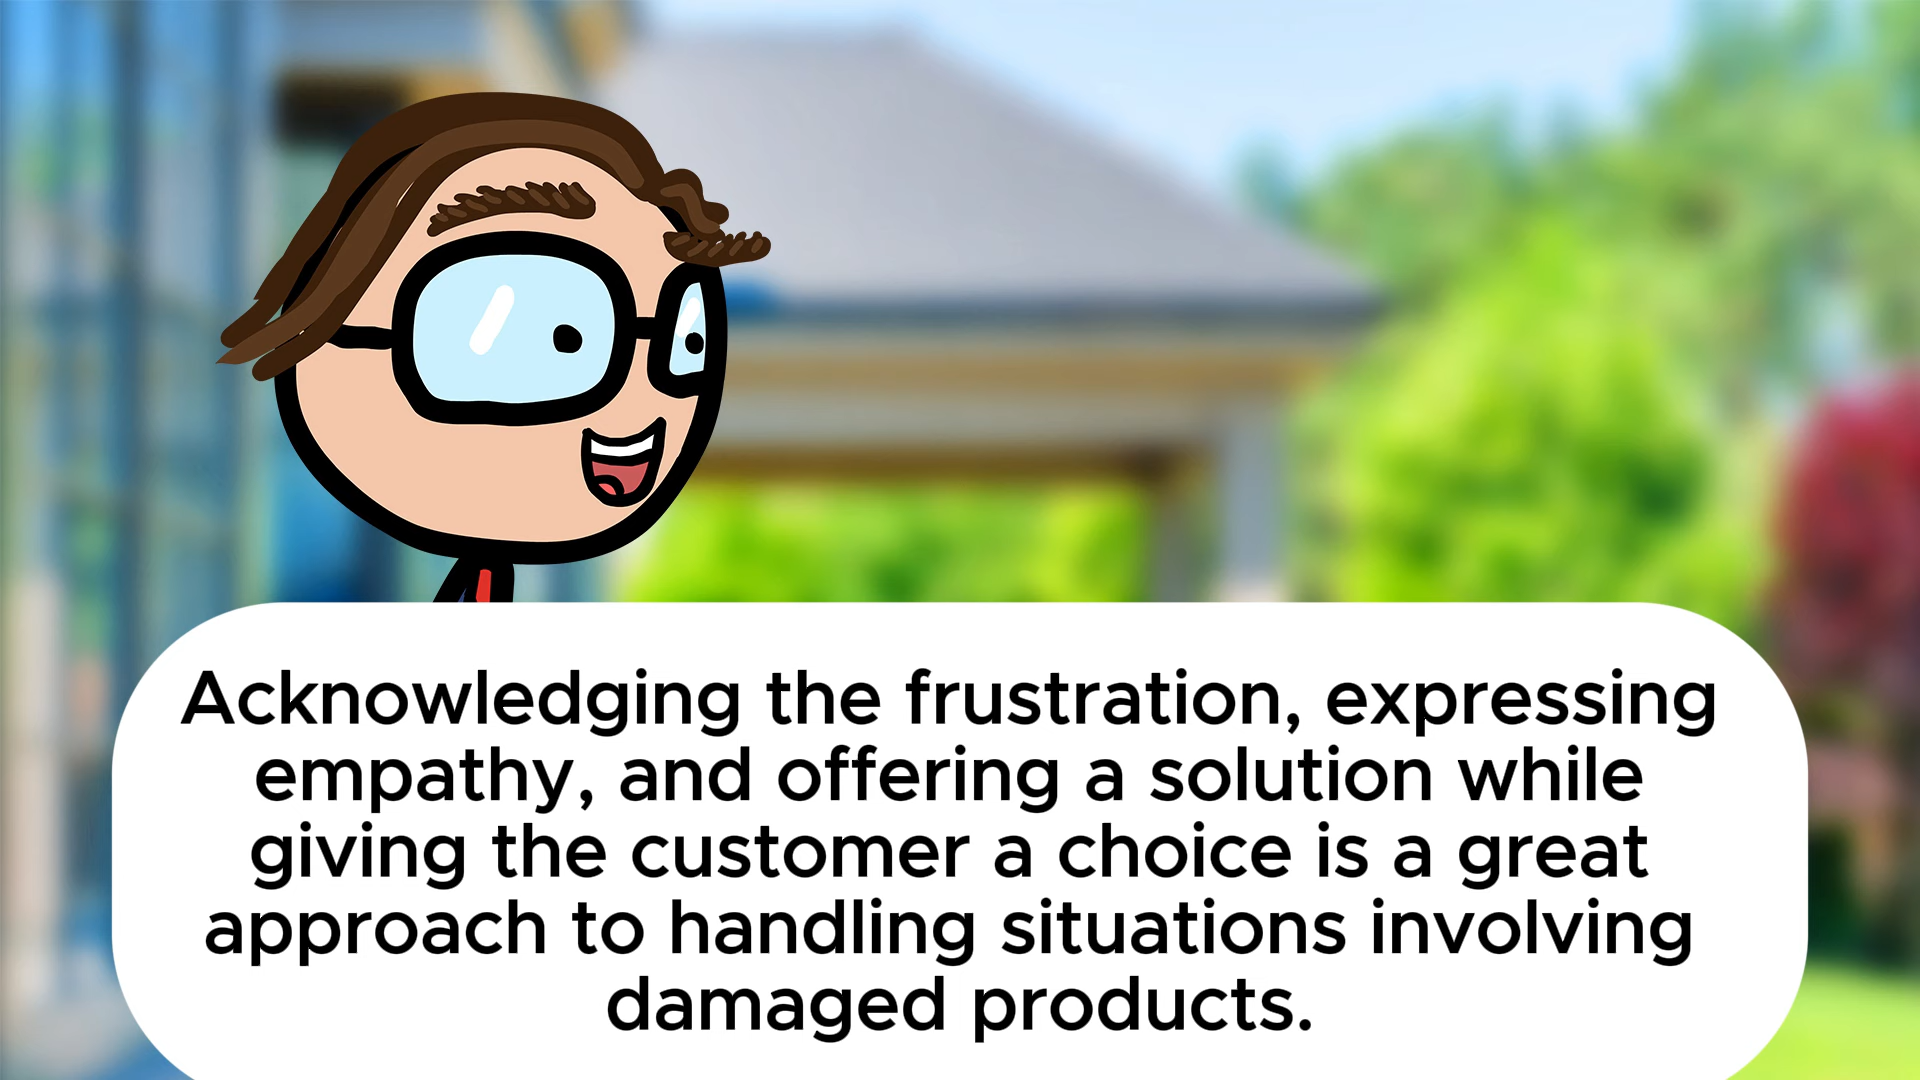 Acknowledging the frustration, expressing
empathy, and offering a solution while
giving the customer a choice is a great
approach to handling situations involving
damaged products.